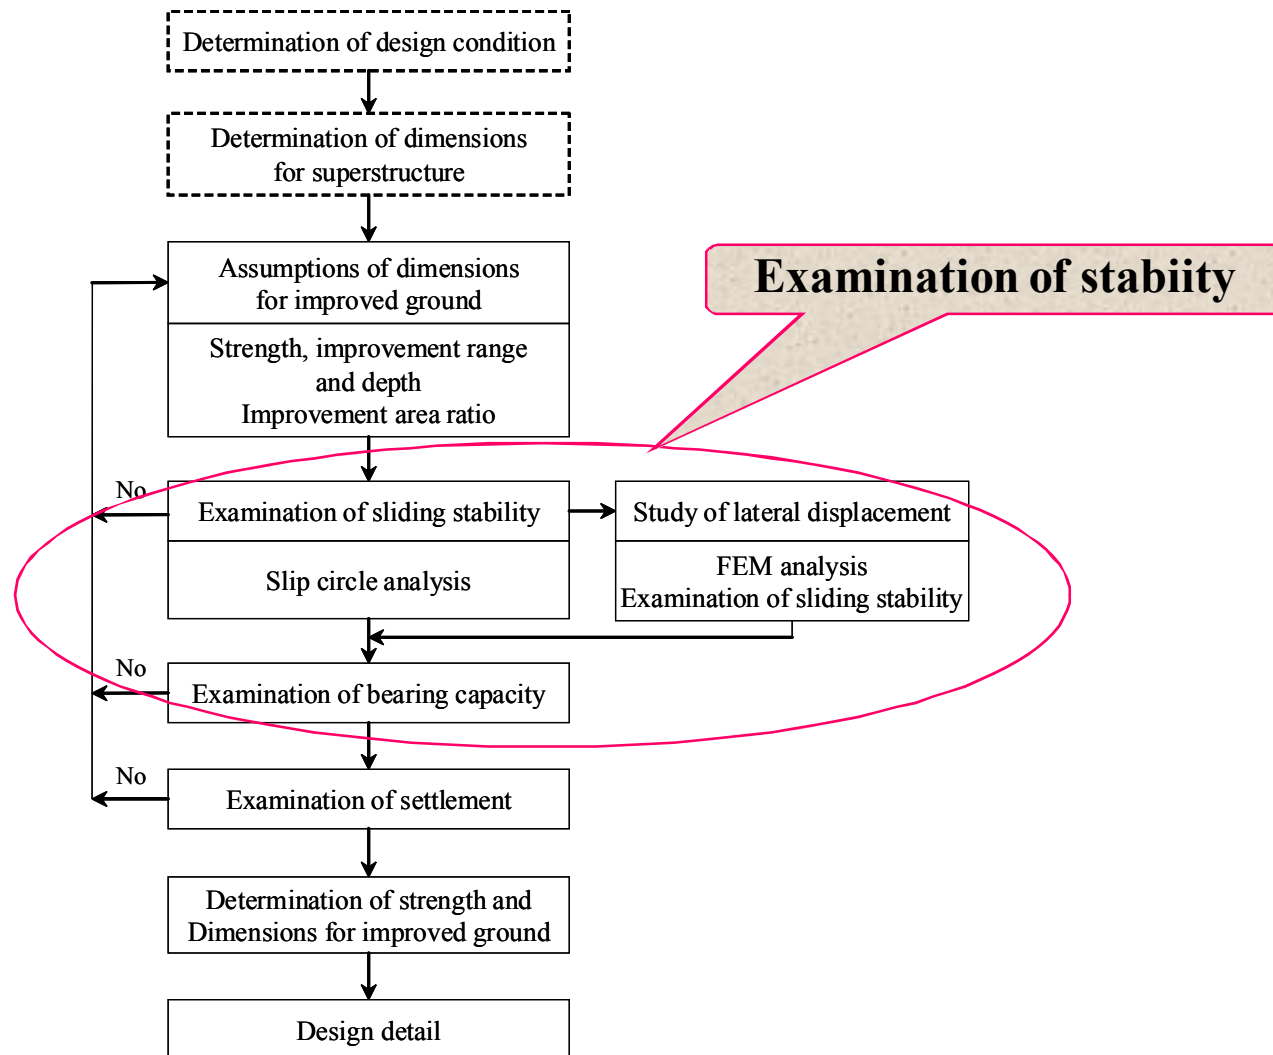 Determination of design condition
Determination of dimensions
for superstructure
Assumptions of dimensions
for improved ground
Strength, improvement range
and depth
Improvement area ratio
Examination of stabiity
No
Examination of sliding stability
Slip circle analysis
Study of lateral displacement
FEM analysis
Examination of sliding stability
No
Examination of bearing capacity
No
Examination of settlement
Determination of strength and
Dimensions for improved ground
Design detail